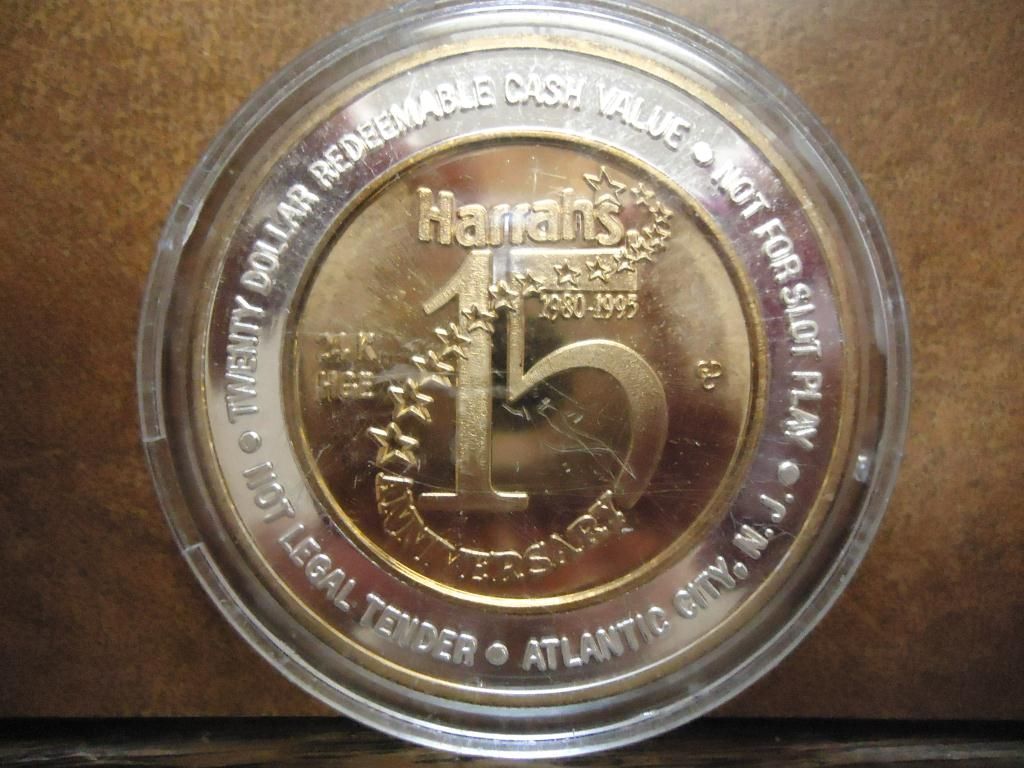 TWENTY DOLLAR REDEEMABLE CASH VALUE • NOT FOR SLOT PLAY • ATLANTIC CITY, N.J. • NOT LEGAL TENDER •
Harrah's
15
1980-1995
K
HGE
ANNIVERSARY